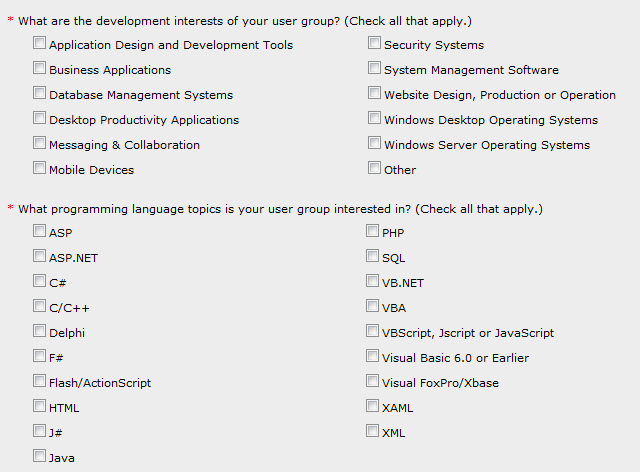 * What are the development interests of your user group? (Check all that apply.)
Application Design and Development Tools
Business Applications
Database Management Systems
Desktop Productivity Applications
Messaging & Collaboration
Mobile Devices
Security Systems
System Management Software
Website Design, Production or Operation
Windows Desktop Operating Systems
Windows Server Operating Systems
Other
* What programming language topics is your user group interested in? (Check all that apply.)
ASP
ASP.NET
C#
C/C++
Delphi
F#
Flash/ActionScript
HTML
J#
Java
PHP
SQL
VB.NET
VBA
VBScript, Jscript or JavaScript
Visual Basic 6.0 or Earlier
Visual FoxPro/Xbase
XAML
XML